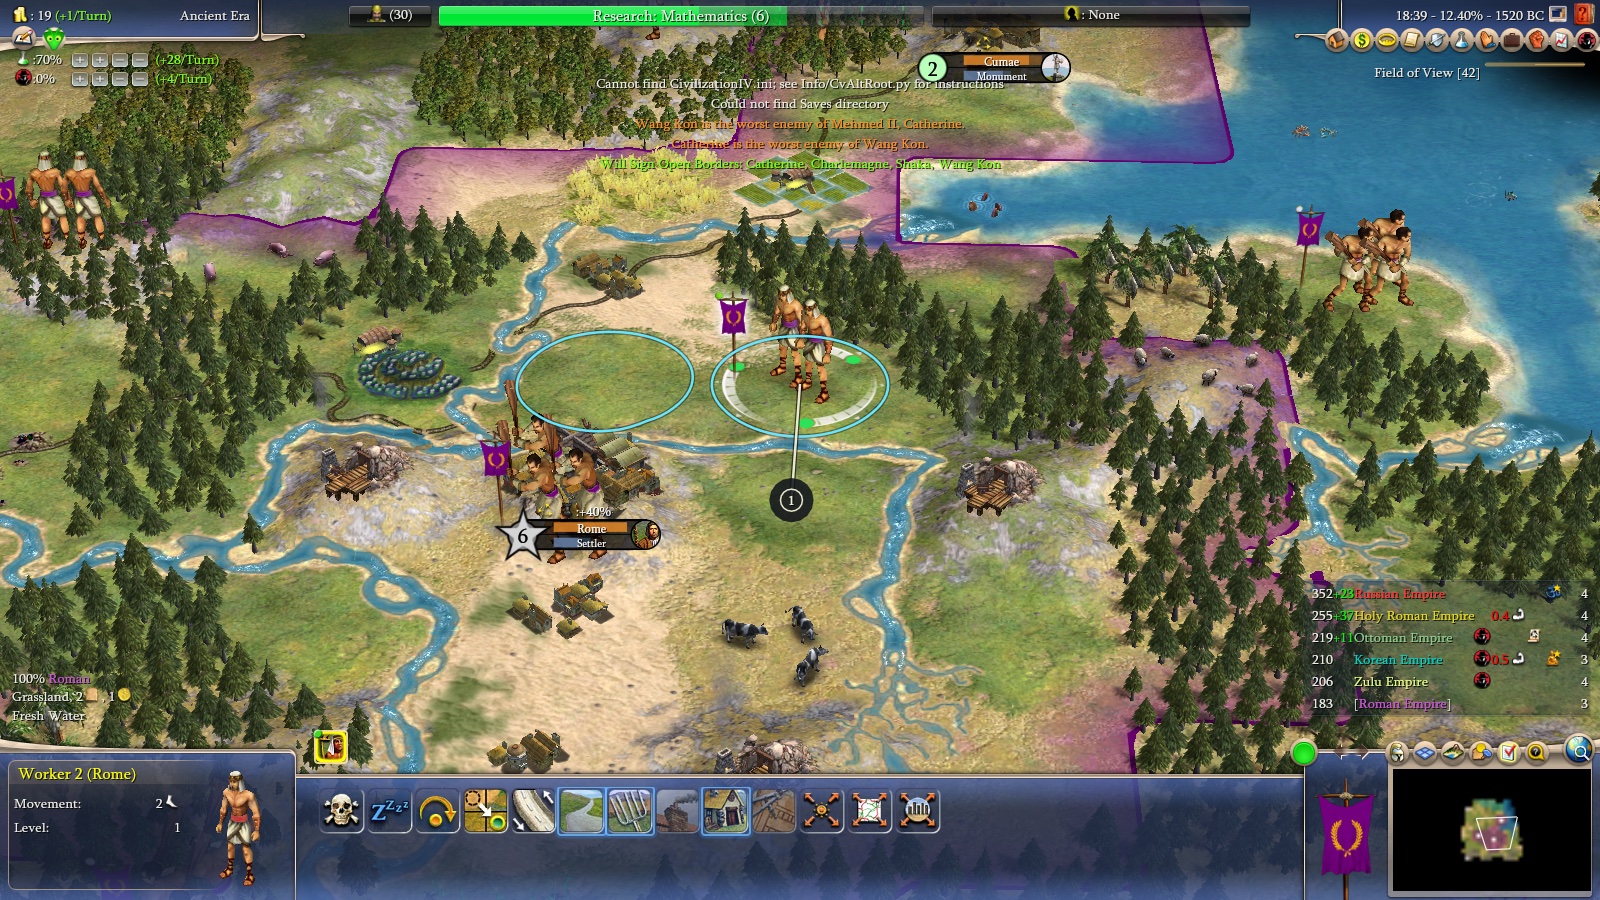 : 19 (+1/Turn)
Ancient Era
(30)
Research: Mathematics (6)
: None
18:39 - 12.40% - 1520 BC
:70%
(+28/Turn)
:0%
(+4/Turn)
Field of View [42]
2
Cumae
Monument
Cannot find CivilizationIV.ini; see Info/CvAltRoot.py for instructions
Could not find Saves directory
Wang Kon is the worst enemy of Mehmed II, Catherine.
Catherine is the worst enemy of Wang Kon.
Will Sign Open Borders: Catherine, Charlemagne, Shaka, Wang Kon
1
:+40%
6
Rome
Settler
352+23Russian Empire 4
255+37Holy Roman Empire 0.4 4
219+11Ottoman Empire 4
210 Korean Empire 0.5 3
206 Zulu Empire 4
183 [Roman Empire] 3
100% Roman
Grassland, 2 , 1
Fresh Water
Worker 2 (Rome)
Movement: 2
Level: 1
Zzzz